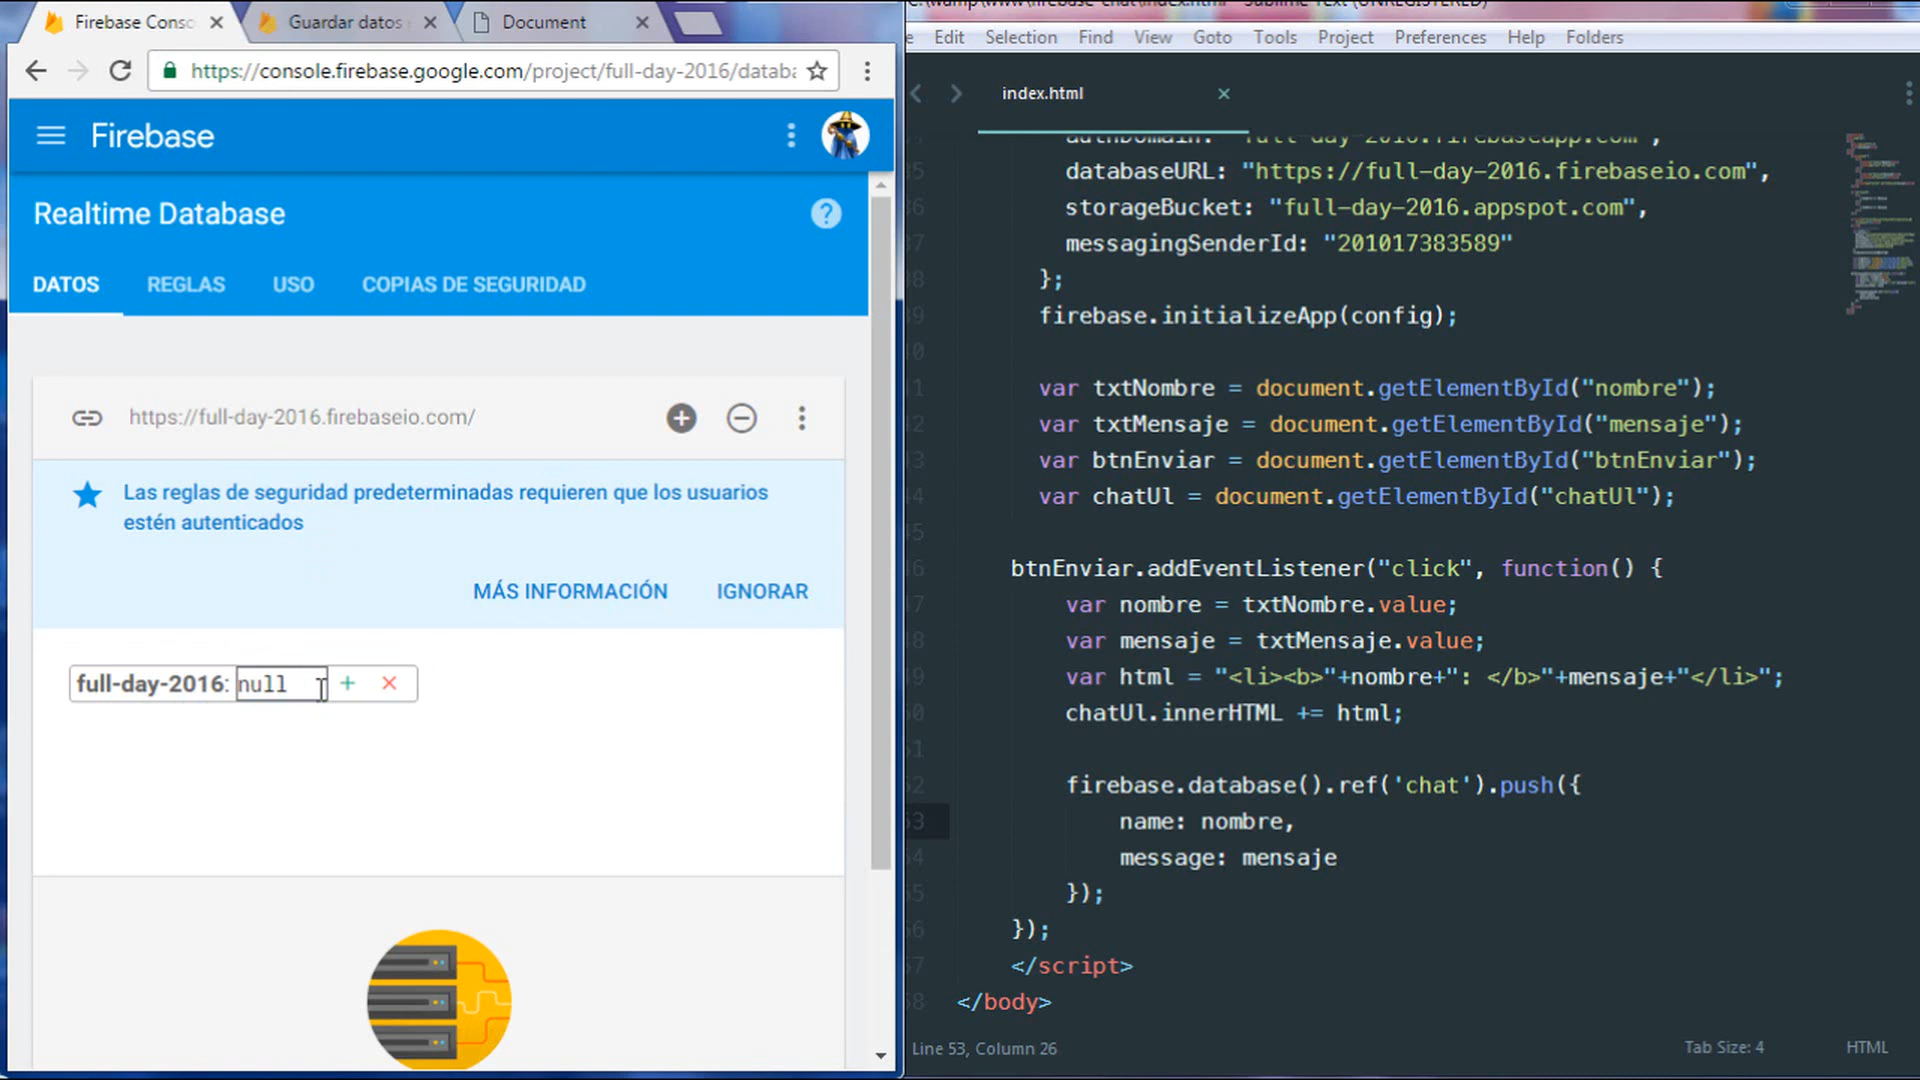 Firebase Conso
Guardar datos
Document
https://console.firebase.google.com/project/full-day-2016/databa
Firebase
Realtime Database
DATOS
REGLAS
USO
COPIAS DE SEGURIDAD
https://full-day-2016.firebaseio.com/
Las reglas de seguridad predeterminadas requieren que los usuarios
estén autenticados
MÁS INFORMACIÓN
IGNORAR
full-day-2016: null
Edit Selection Find View Goto Tools Project Preferences Help Folders
index.html
authDomain: "full-day-2016.firebaseapp.com",
databaseURL: "https://full-day-2016.firebaseio.com",
storageBucket: "full-day-2016.appspot.com",
messagingSenderId: "201017383589"
};
firebase.initializeApp(config);
var txtNombre = document.getElementById("nombre");
var txtMensaje = document.getElementById("mensaje");
var btnEnviar = document.getElementById("btnEnviar");
var chatUl = document.getElementById("chatUl");
btnEnviar.addEventListener("click", function() {
var nombre = txtNombre.value;
var mensaje = txtMensaje.value;
var html = "<li><b>"+nombre+": </b>"+mensaje+"</li>";
chatUl.innerHTML += html;
firebase.database().ref('chat').push({
name: nombre,
message: mensaje
});
});
</script>
</body>
Line 53, Column 26
Tab Size: 4
HTML